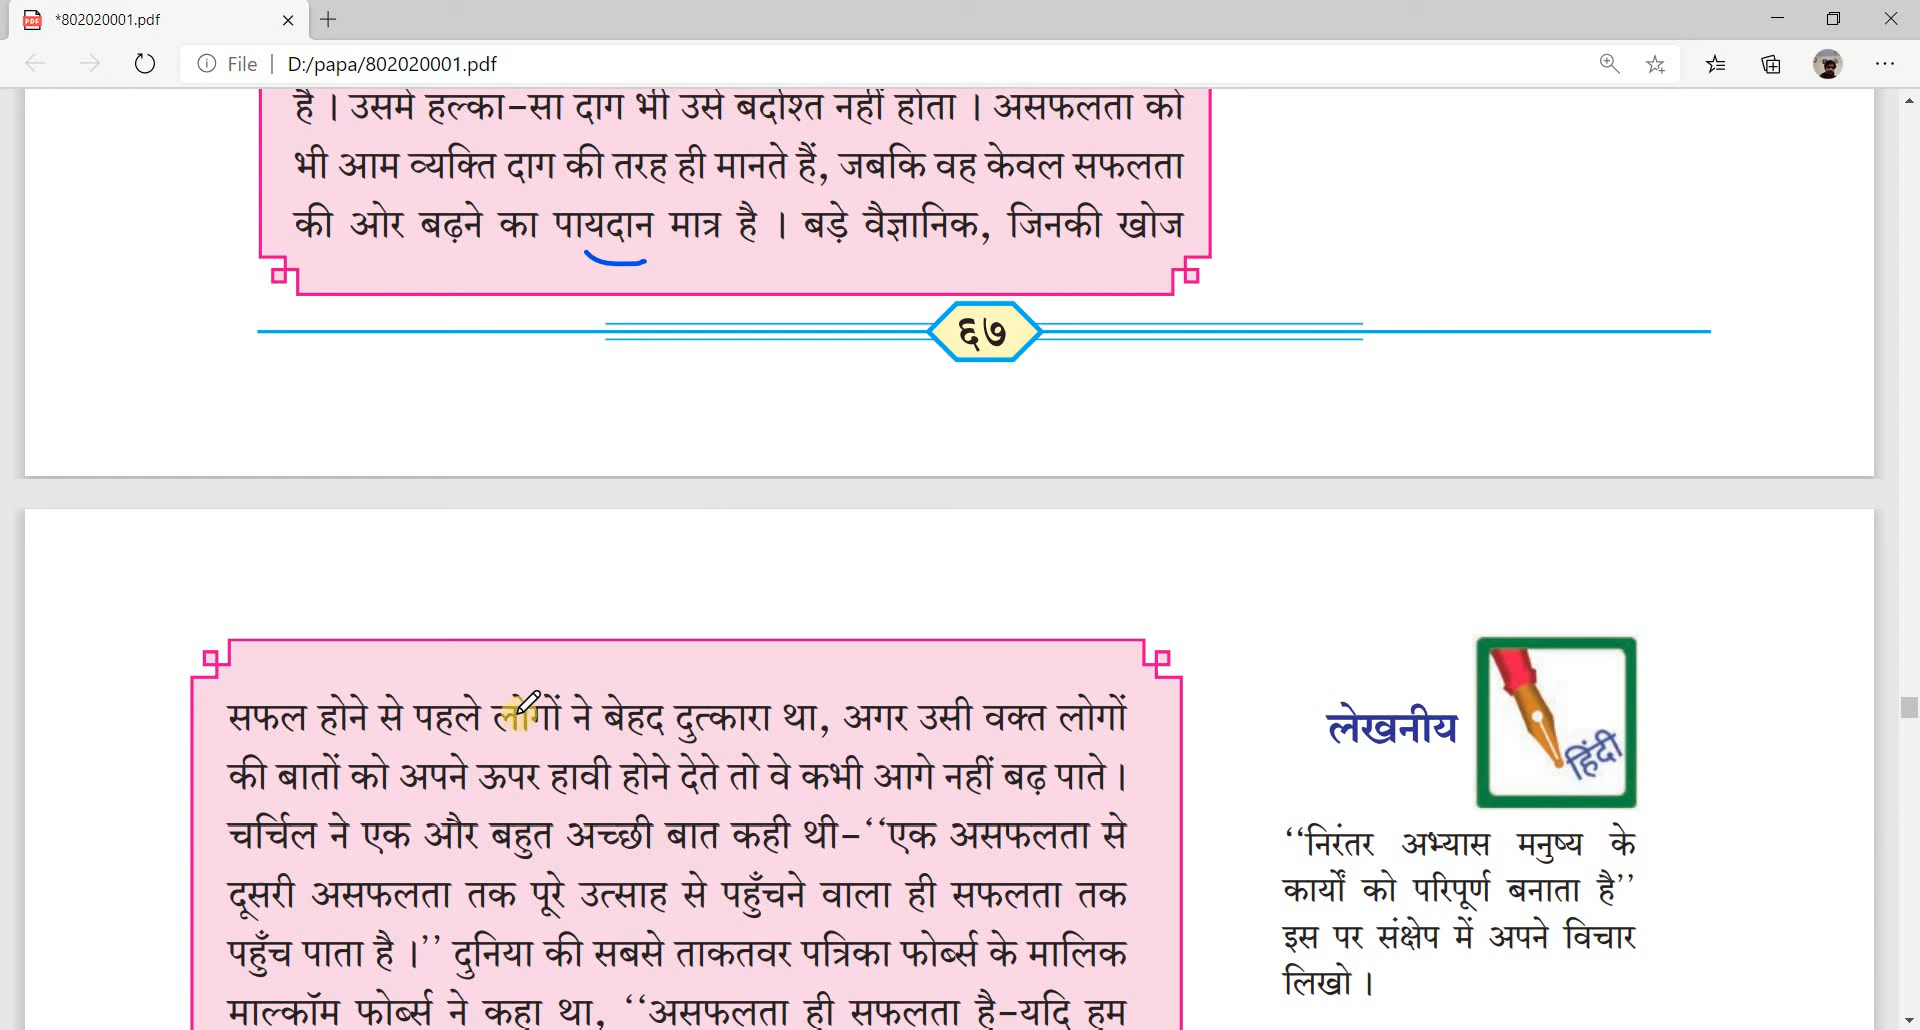 *802020001.pdf
File | D:/papa/802020001.pdf
है । उसमें हल्का-सा दाग भी उसे बर्दाश्त नहीं होता । असफलता को
भी आम व्यक्ति दाग की तरह ही मानते हैं, जबकि वह केवल सफलता
की ओर बढ़ने का पायदान मात्र है । बड़े वैज्ञानिक, जिनकी खोज
६७
सफल होने से पहले लोगों ने बेहद दुत्कारा था, अगर उसी वक्त लोगों
की बातों को अपने ऊपर हावी होने देते तो वे कभी आगे नहीं बढ़ पाते ।
चर्चिल ने एक और बहुत अच्छी बात कही थी-‘‘एक असफलता से
दूसरी असफलता तक पूरे उत्साह से पहुँचने वाला ही सफलता तक
पहुँच पाता है ।’’ दुनिया की सबसे ताकतवर पत्रिका फोर्ब्स के मालिक
माल्कॉम फोर्ब्स ने कहा था, ‘‘असफलता ही सफलता है-यदि हम
लेखनीय
हिंदी
‘‘निरंतर अभ्यास मनुष्य के
कार्यों को परिपूर्ण बनाता है’’
इस पर संक्षेप में अपने विचार
लिखो ।